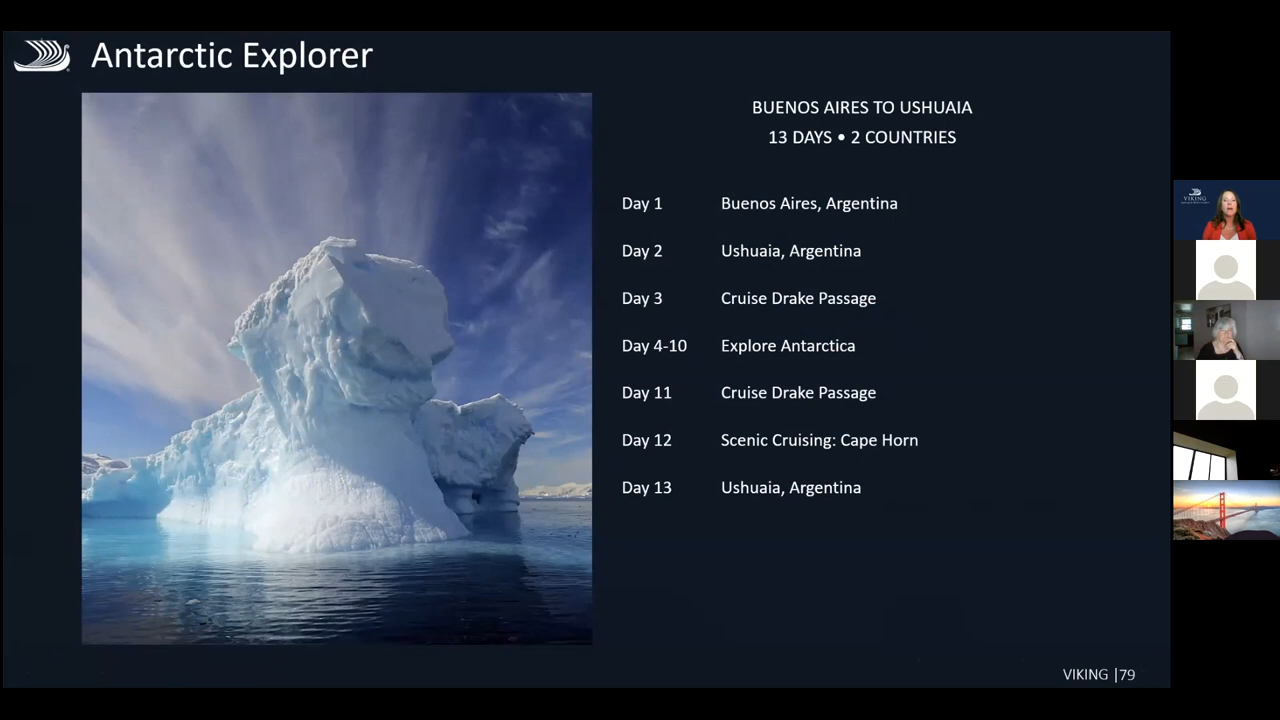 Antarctic Explorer
BUENOS AIRES TO USHUAIA
13 DAYS • 2 COUNTRIES
Day 1 Buenos Aires, Argentina
Day 2 Ushuaia, Argentina
Day 3 Cruise Drake Passage
Day 4-10 Explore Antarctica
Day 11 Cruise Drake Passage
Day 12 Scenic Cruising: Cape Horn
Day 13 Ushuaia, Argentina
VIKING |79
VIKING